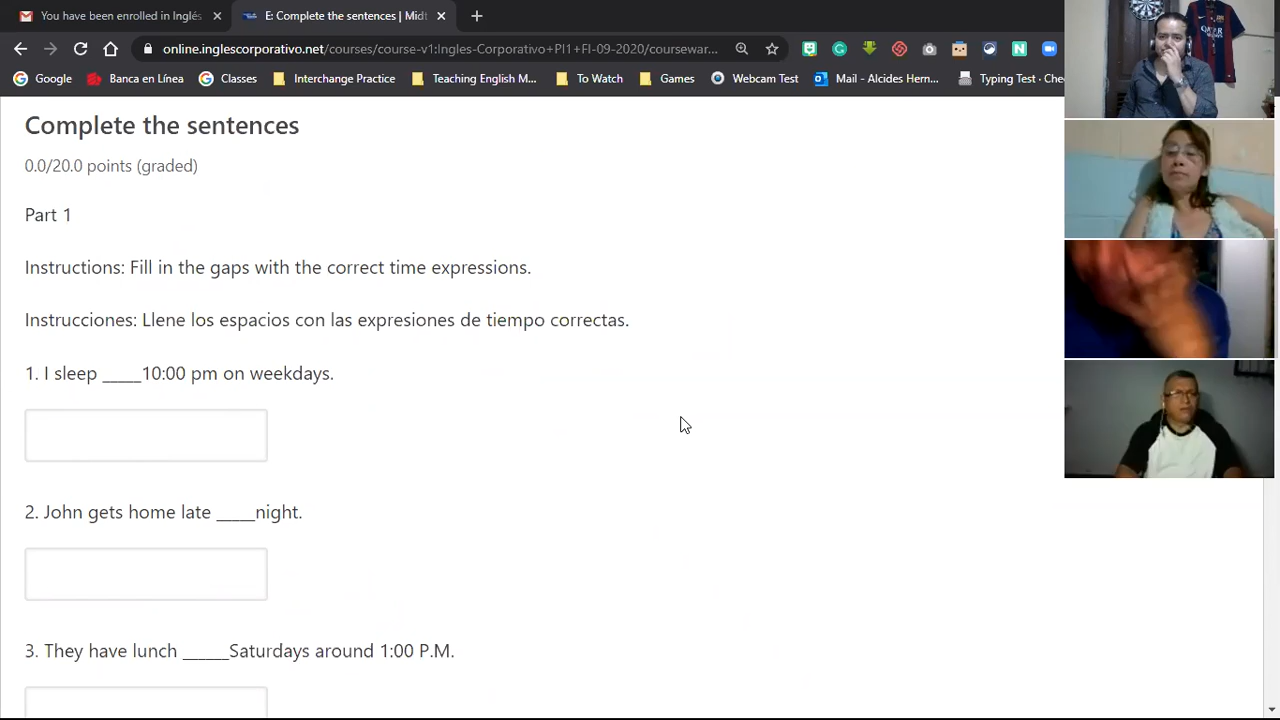 You have been enrolled in Inglés
E: Complete the sentences | Midt
online.inglescorporativo.net/courses/course-v1:Ingles-Corporativo+PI1+FI-09-2020/coursewar...
Google
Banca en Línea
Classes
Interchange Practice
Teaching English M...
To Watch
Games
Webcam Test
Mail - Alcides Hern...
Typing Test - Che
Complete the sentences
0.0/20.0 points (graded)
Part 1
Instructions: Fill in the gaps with the correct time expressions.
Instrucciones: Llene los espacios con las expresiones de tiempo correctas.
1. I sleep _____10:00 pm on weekdays.
2. John gets home late _____night.
3. They have lunch ______Saturdays around 1:00 P.M.
QATAR